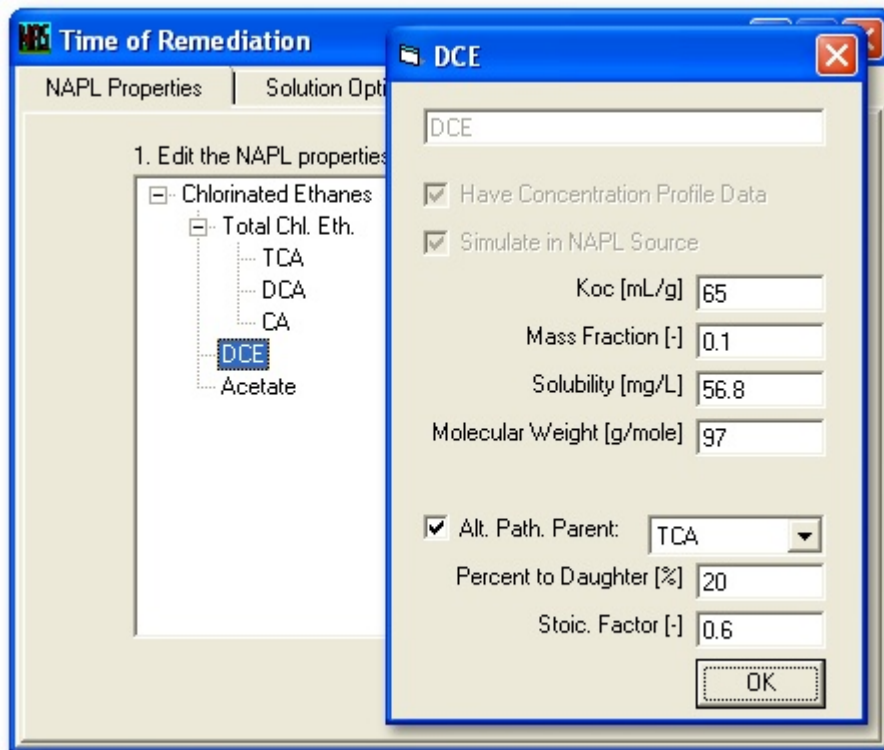 NAS Time of Remediation
NAPL Properties
Solution Opti
1. Edit the NAPL properties
Chlorinated Ethanes
Total Chl. Eth.
TCA
DCA
CA
DCE
Acetate
DCE
DCE
Have Concentration Profile Data
Simulate in NAPL Source
Koc [mL/g] 65
Mass Fraction [-] 0.1
Solubility [mg/L] 56.8
Molecular Weight [g/mole] 97
Alt. Path. Parent: TCA
Percent to Daughter [%] 20
Stoic. Factor [-] 0.6
OK